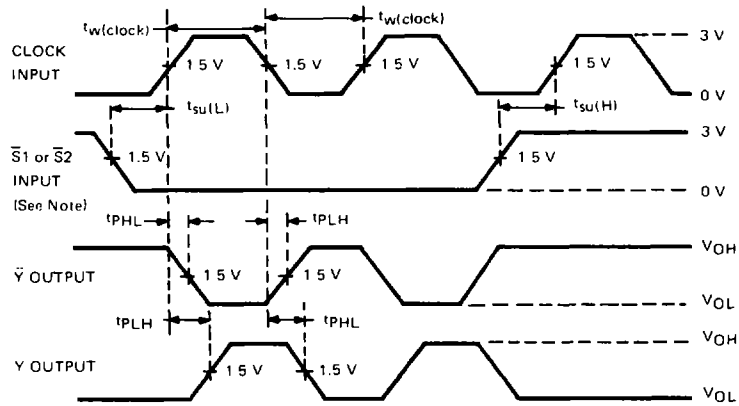 tw(clock)
tw(clock)
CLOCK INPUT
1 5 V
1.5 V
1 5 V
1 5 V
3 V
0 V
tsu(L)
tsu(H)
S̄1 or S̄2 INPUT (See Note)
1.5 V
1 5 V
3 V
0 V
tPHL
tPLH
Ȳ OUTPUT
1 5 V
1 5 V
VOH
VOL
tPLH
tPHL
Y OUTPUT
1 5 V
1.5 V
VOH
VOL